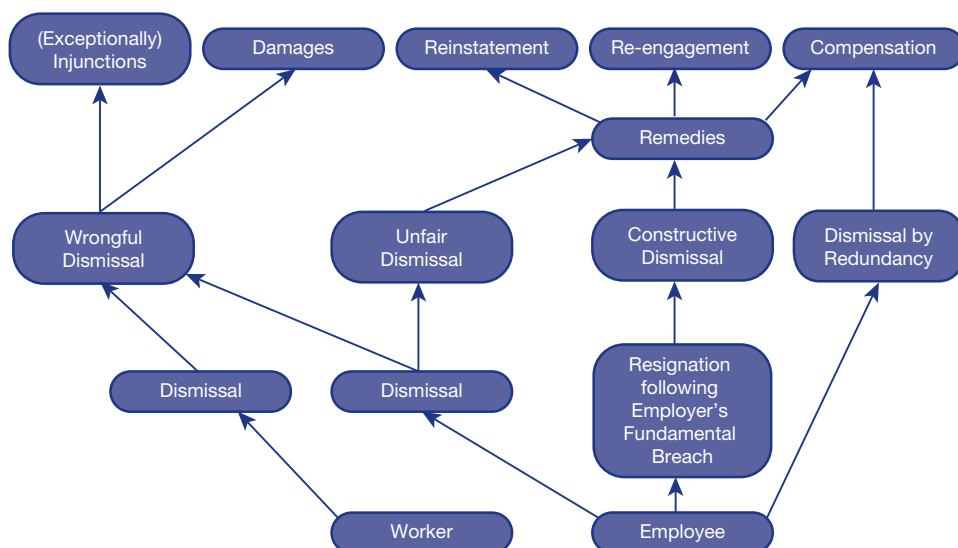 (Exceptionally)
Injunctions
Damages
Reinstatement
Re-engagement
Compensation
Remedies
Wrongful
Dismissal
Unfair
Dismissal
Constructive
Dismissal
Dismissal by
Redundancy
Dismissal
Dismissal
Resignation
following
Employer’s
Fundamental
Breach
Worker
Employee